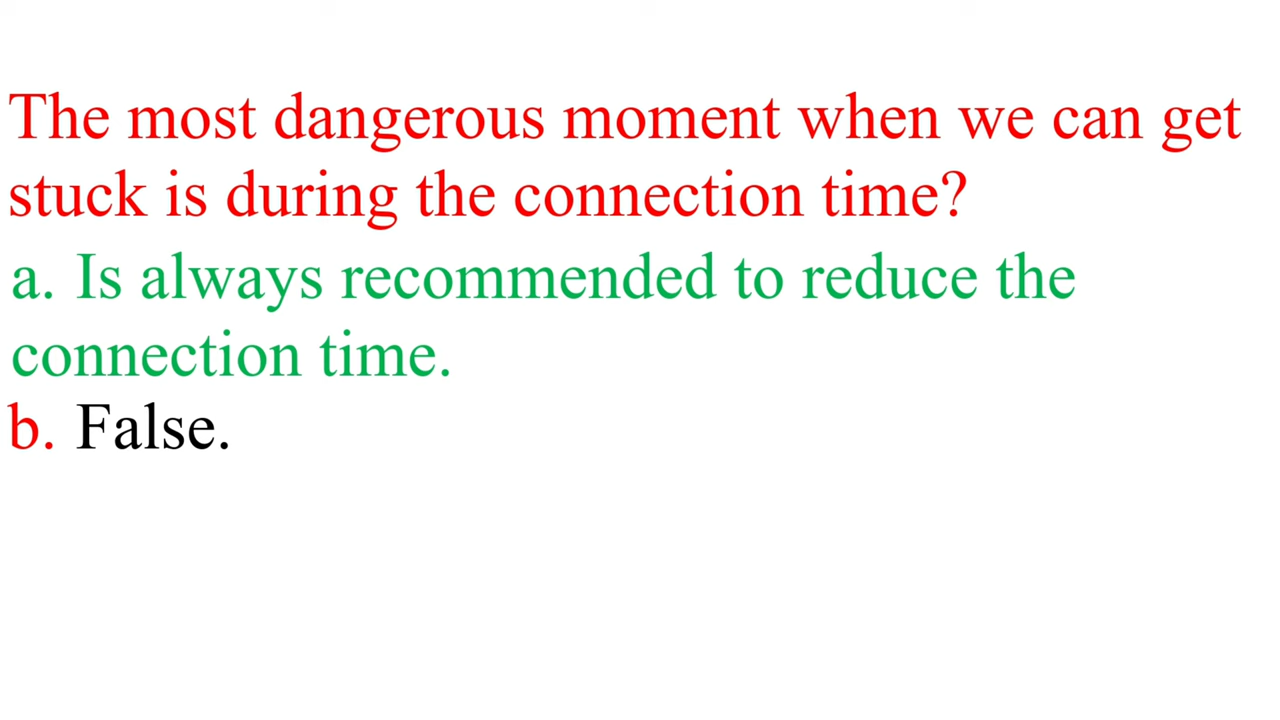 The most dangerous moment when we can get
stuck is during the connection time?
a. Is always recommended to reduce the
connection time.
b. False.